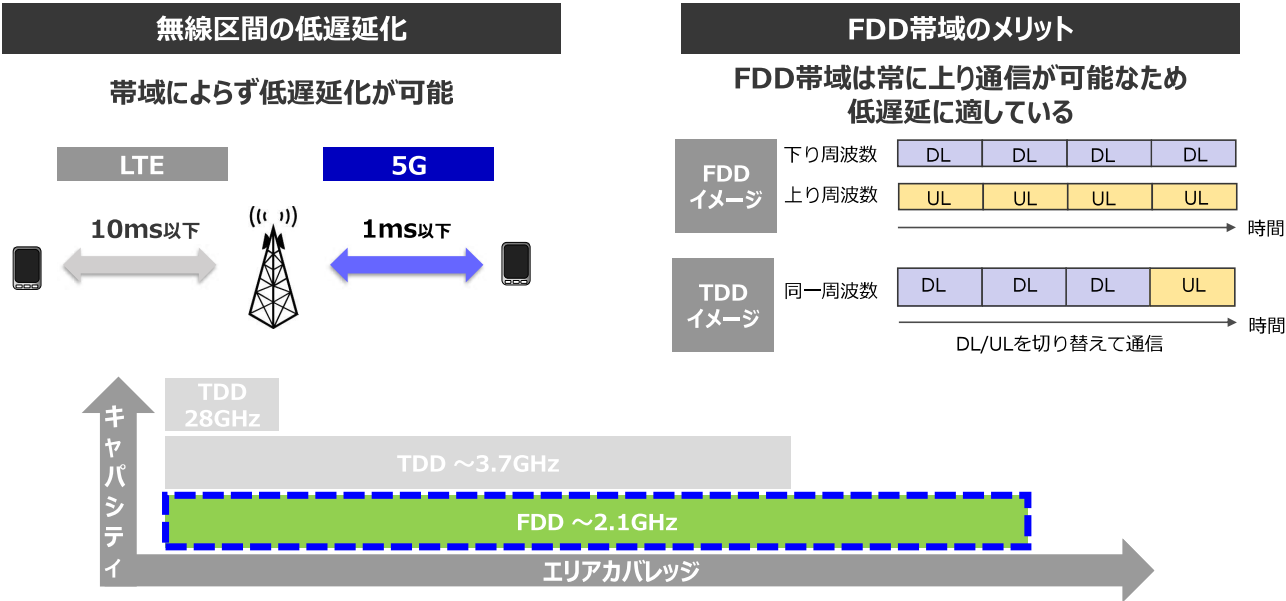 無線区間の低遅延化
帯域によらず低遅延化が可能
LTE
5G
10ms以下
1ms以下
FDD帯域のメリット
FDD帯域は常に上り通信が可能なため
低遅延に適している
FDD
イメージ
下り周波数
DL DL DL DL
上り周波数
UL UL UL UL
時間
TDD
イメージ
同一周波数
DL DL DL UL
時間
DL/ULを切り替えて通信
キャパシティ
TDD
28GHz
TDD ～3.7GHz
FDD ～2.1GHz
エリアカバレッジ